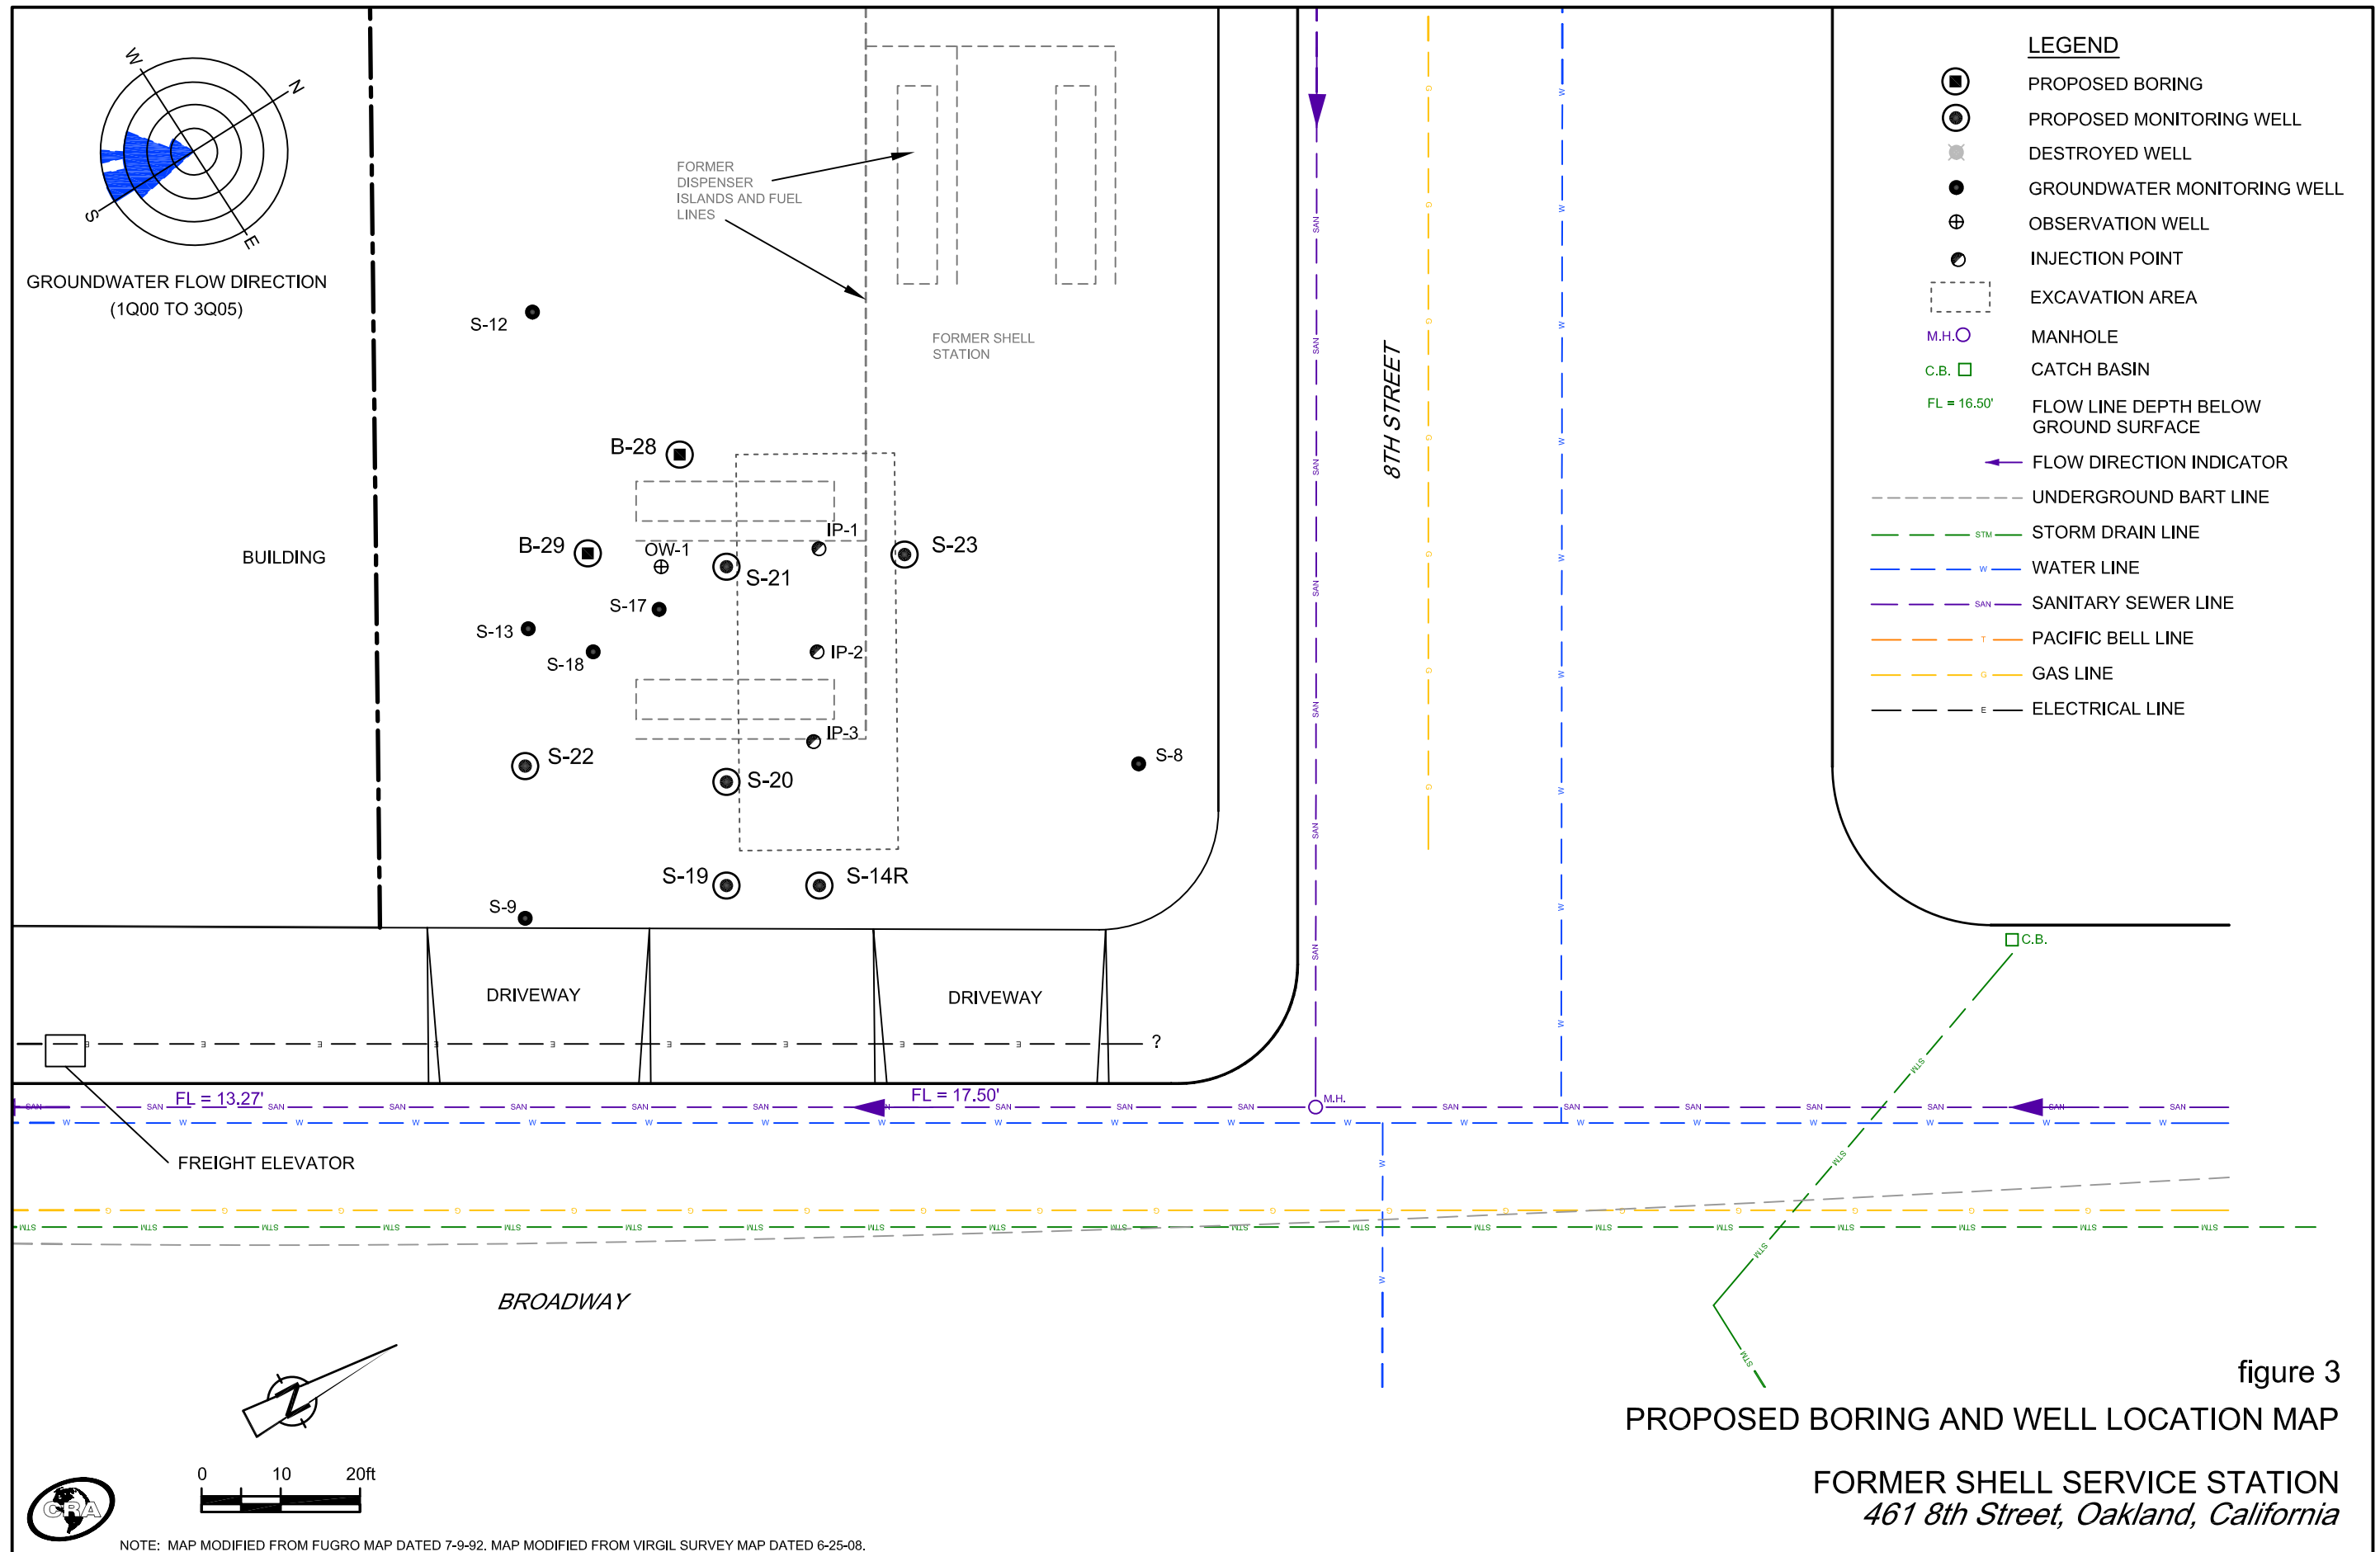 W
N
S
E
GROUNDWATER FLOW DIRECTION
(1Q00 TO 3Q05)
FORMER
DISPENSER
ISLANDS AND FUEL
LINES
FORMER SHELL
STATION
S-12
B-28
B-29
OW-1
IP-1
S-23
S-21
S-17
S-13
S-18
IP-2
IP-3
S-22
S-20
S-8
S-19
S-14R
S-9
BUILDING
8TH STREET
DRIVEWAY
DRIVEWAY
?
FL = 13.27'
FL = 17.50'
M.H.
C.B.
FREIGHT ELEVATOR
BROADWAY
LEGEND
PROPOSED BORING
PROPOSED MONITORING WELL
DESTROYED WELL
GROUNDWATER MONITORING WELL
OBSERVATION WELL
INJECTION POINT
EXCAVATION AREA
M.H. MANHOLE
C.B. CATCH BASIN
FL = 16.50' FLOW LINE DEPTH BELOW
GROUND SURFACE
FLOW DIRECTION INDICATOR
UNDERGROUND BART LINE
STM STORM DRAIN LINE
W WATER LINE
SAN SANITARY SEWER LINE
T PACIFIC BELL LINE
G GAS LINE
E ELECTRICAL LINE
N
0 10 20ft
CRA
NOTE: MAP MODIFIED FROM FUGRO MAP DATED 7-9-92. MAP MODIFIED FROM VIRGIL SURVEY MAP DATED 6-25-08.
figure 3
PROPOSED BORING AND WELL LOCATION MAP
FORMER SHELL SERVICE STATION
461 8th Street, Oakland, California